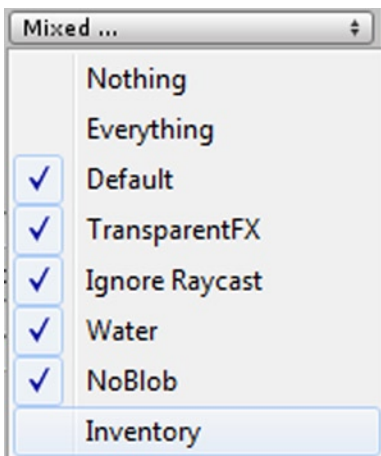 Mixed ...
Nothing
Everything
Default
TransparentFX
Ignore Raycast
Water
NoBlob
Inventory